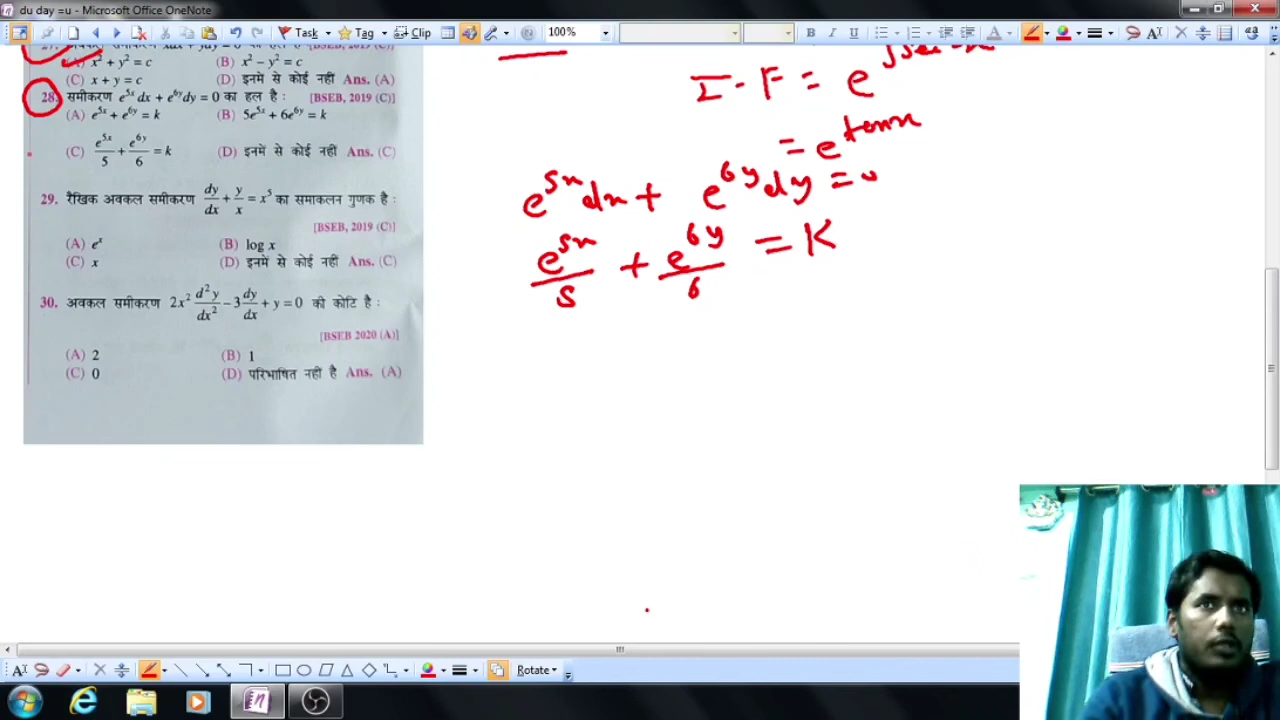 du day =u - Microsoft Office OneNote
Task Tag Clip 100% B I U A
(A) x² + y² = c (B) x² − y² = c
(C) x + y = c (D) इनमें से कोई नहीं Ans. (A)
28. समीकरण e^5x dx + e^6y dy = 0 का हल है : [BSEB, 2019 (C)]
(A) e^5x + e^6y = k (B) 5e^5x + 6e^6y = k
(C) e^5x/5 + e^6y/6 = k (D) इनमें से कोई नहीं Ans. (C)
29. रैखिक अवकल समीकरण dy/dx + y/x = x⁵ का समाकलन गुणक है :
[BSEB, 2019 (C)]
(A) e^x (B) log x
(C) x (D) इनमें से कोई नहीं Ans. (C)
30. अवकल समीकरण 2x² d²y/dx² − 3 dy/dx + y = 0 की कोटि है :
[BSEB 2020 (A)]
(A) 2 (B) 1
(C) 0 (D) परिभाषित नहीं है Ans. (A)
I - F = e
= e^tanx
e^5x dx + e^6y dy =
e^5x/5 + e^6y/6 = K
Rotate